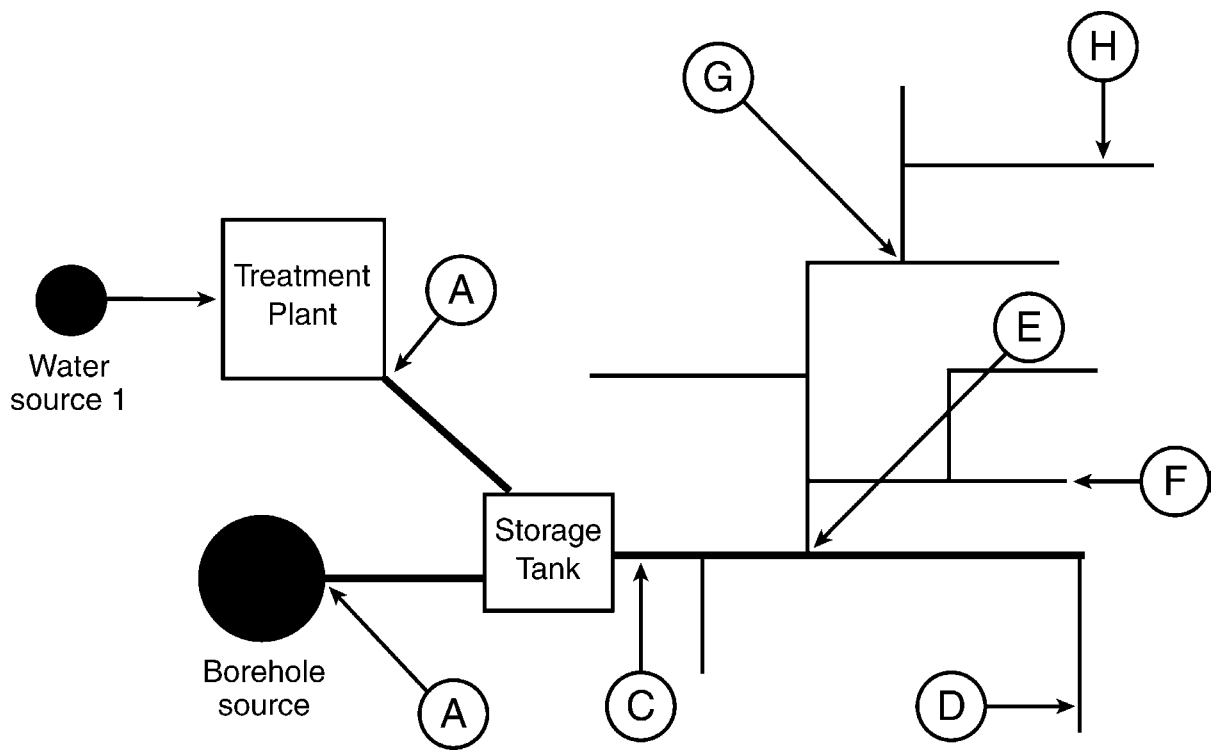 H
G
Treatment
Plant
A
E
Water
source 1
F
Storage
Tank
Borehole
source
A
C
D